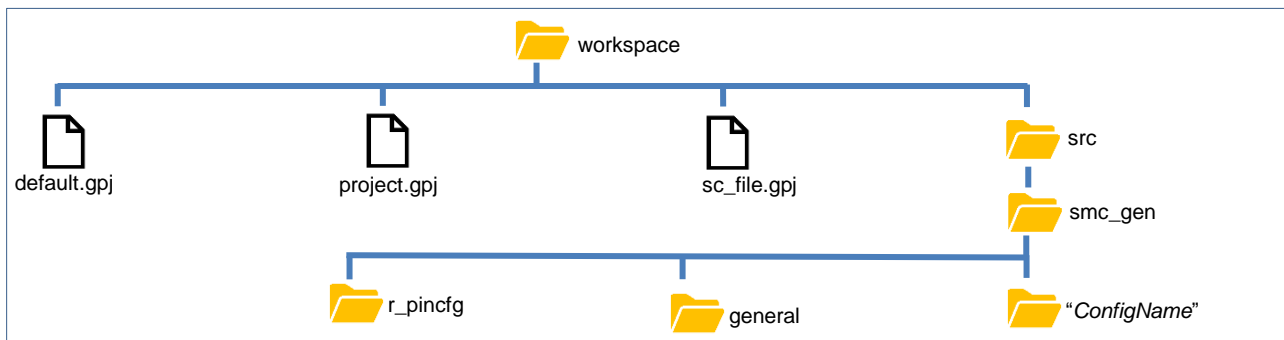 workspace
default.gpj
project.gpj
sc_file.gpj
src
smc_gen
r_pincfg
general
“ConfigName”